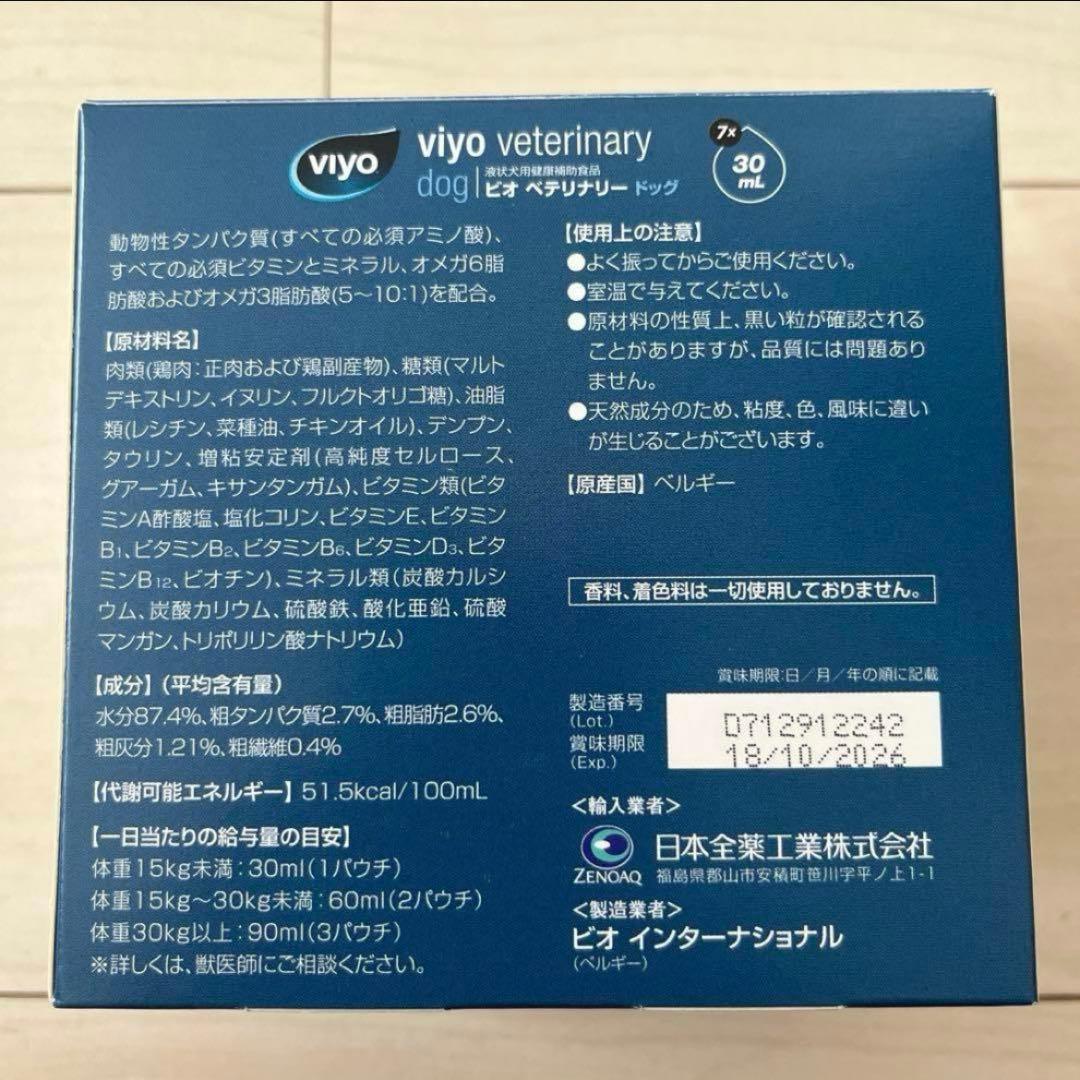 viyo
viyo veterinary
dog 液状犬用健康補助食品
ビオ ベテリナリー ドッグ
7×
30
mL
動物性タンパク質(すべての必須アミノ酸)、
すべての必須ビタミンとミネラル、オメガ6脂
肪酸およびオメガ3脂肪酸(5〜10:1)を配合。
【原材料名】
肉類(鶏肉:正肉および鶏副産物)、糖類(マルト
デキストリン、イヌリン、フルクトオリゴ糖)、油脂
類(レシチン、菜種油、チキンオイル)、デンプン、
タウリン、増粘安定剤(高純度セルロース、
グアーガム、キサンタンガム)、ビタミン類(ビタ
ミンA酢酸塩、塩化コリン、ビタミンE、ビタミン
B1、ビタミンB2、ビタミンB6、ビタミンD3、ビタ
ミンB12、ビオチン)、ミネラル類(炭酸カルシ
ウム、炭酸カリウム、硫酸鉄、酸化亜鉛、硫酸
マンガン、トリポリリン酸ナトリウム)
【成分】(平均含有量)
水分87.4%、粗タンパク質2.7%、粗脂肪2.6%、
粗灰分1.21%、粗繊維0.4%
【代謝可能エネルギー】51.5kcal/100mL
【一日当たりの給与量の目安】
体重15kg未満:30ml(1パウチ)
体重15kg〜30kg未満:60ml(2パウチ)
体重30kg以上:90ml(3パウチ)
※詳しくは、獣医師にご相談ください。
【使用上の注意】
●よく振ってからご使用ください。
●室温で与えてください。
●原材料の性質上、黒い粒が確認される
ことがありますが、品質には問題あり
ません。
●天然成分のため、粘度、色、風味に違い
が生じることがございます。
【原産国】ベルギー
香料、着色料は一切使用しておりません。
賞味期限:日/月/年の順に記載
製造番号
(Lot.)
D712912242
賞味期限
(Exp.)
18/10/2026
<輸入業者>
ZENOAQ
日本全薬工業株式会社
福島県郡山市安積町笹川字平ノ上1-1
<製造業者>
ビオ インターナショナル
(ベルギー)